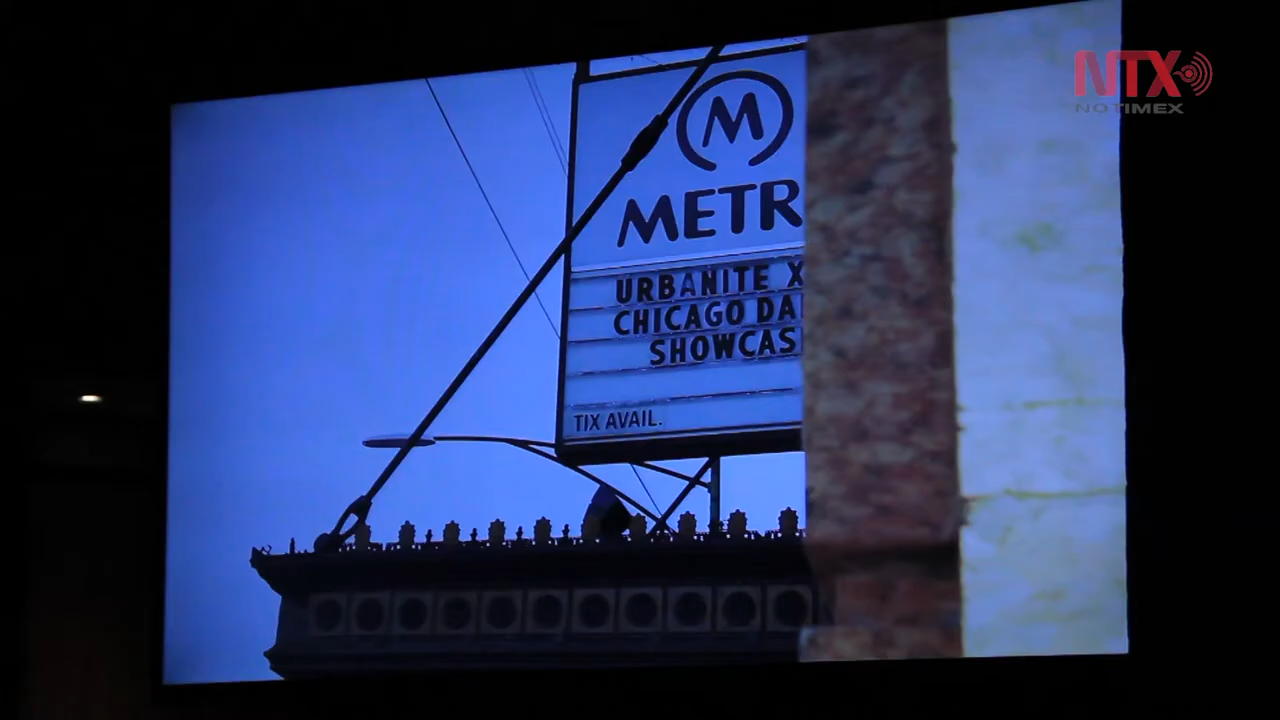 NTX
NOTIMEX
M
METR
URBANITE X
CHICAGO DA
SHOWCAS
TIX AVAIL.